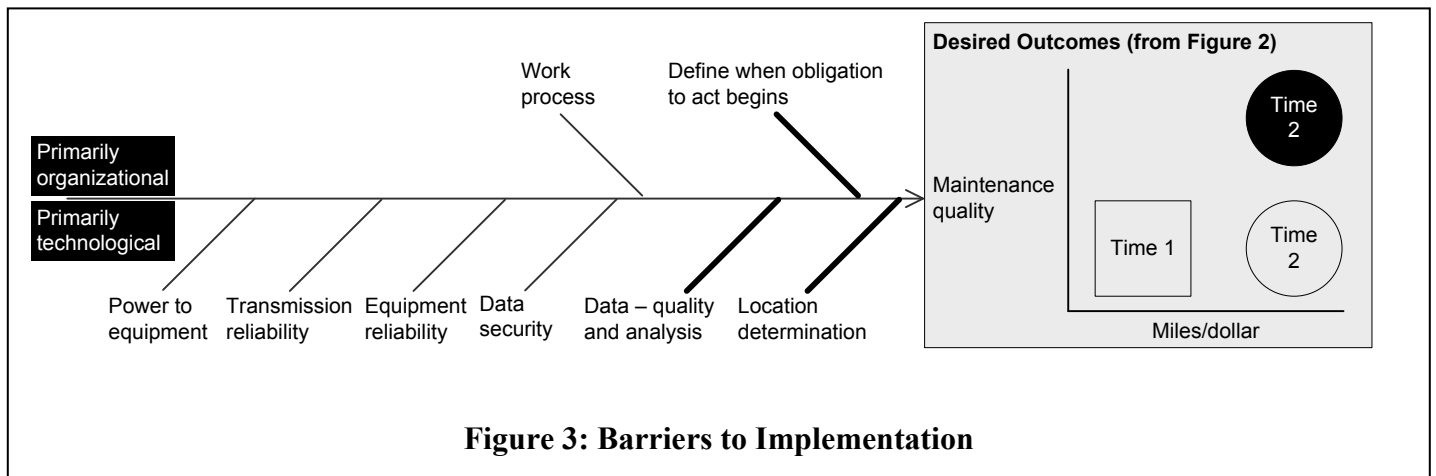 Desired Outcomes (from Figure 2)
Work
process
Define when obligation
to act begins
Time
2
Primarily
organizational
Primarily
technological
Maintenance
quality
Time 1
Time
2
Power to
equipment
Transmission
reliability
Equipment
reliability
Data
security
Data – quality
and analysis
Location
determination
Miles/dollar
Figure 3: Barriers to Implementation